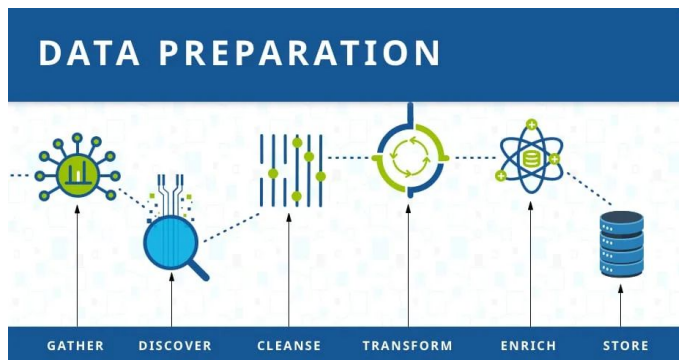 DATA PREPARATION
GATHER DISCOVER CLEANSE TRANSFORM ENRICH STORE